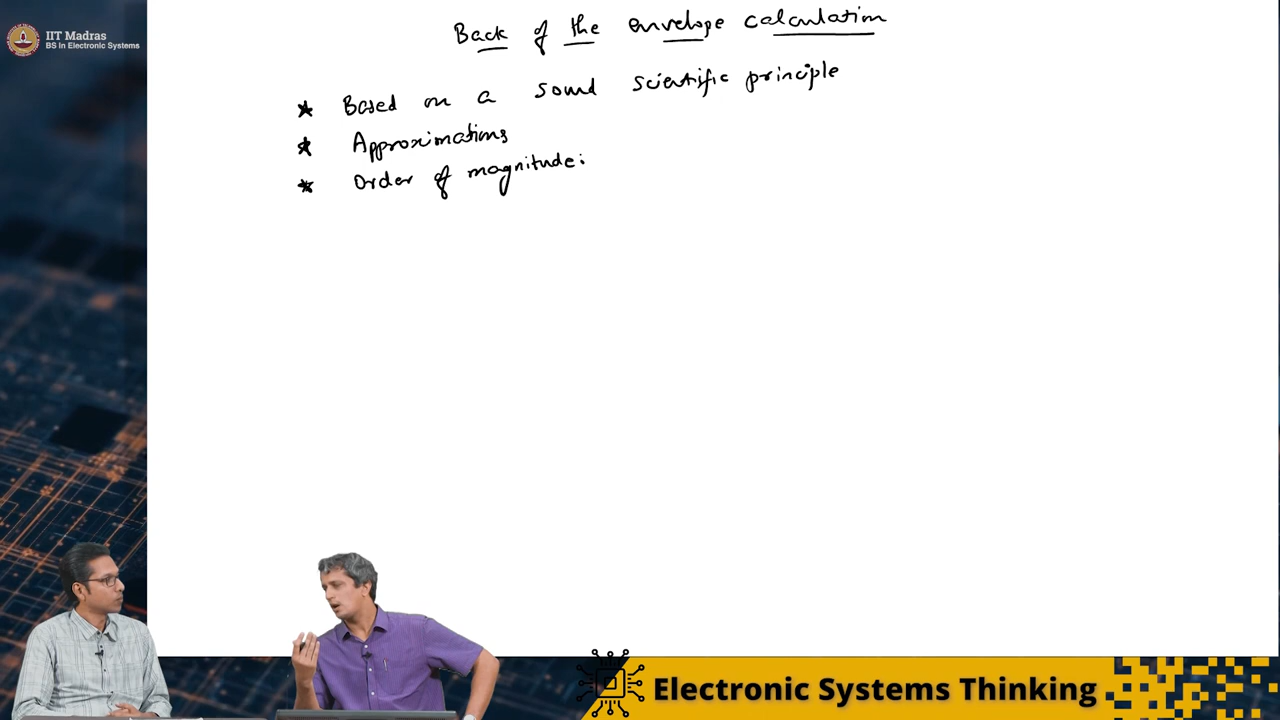 IIT Madras
BS In Electronic Systems
Back of the envelope calculation
★ Based on a sound scientific principle
★ Approximations
★ Order of magnitude:
Electronic Systems Thinking